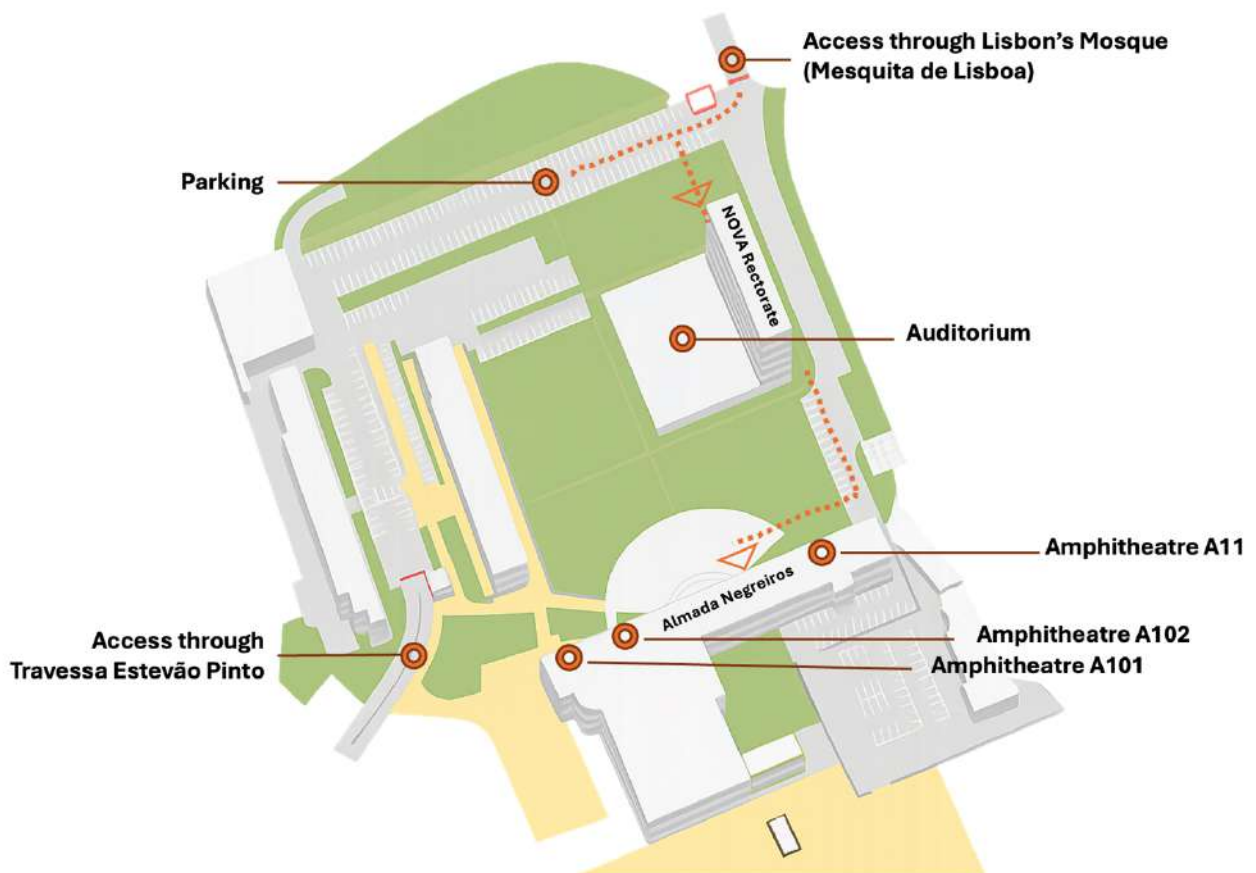 Access through Lisbon's Mosque
(Mesquita de Lisboa)
Parking
NOVA Rectorate
Auditorium
Amphitheatre A11
Almada Negreiros
Access through
Travessa Estevão Pinto
Amphitheatre A102
Amphitheatre A101